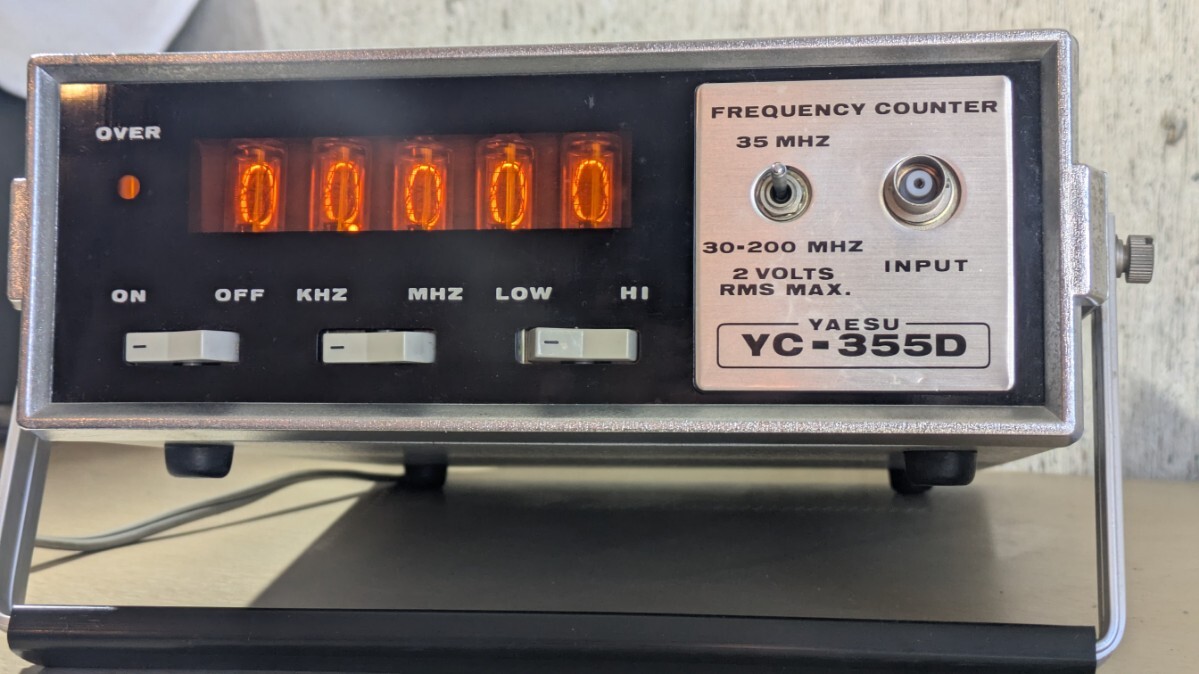 OVER
00000
ON OFF KHZ MHZ LOW HI
FREQUENCY COUNTER
35 MHZ
30-200 MHZ
2 VOLTS
RMS MAX.
INPUT
YAESU
YC-355D